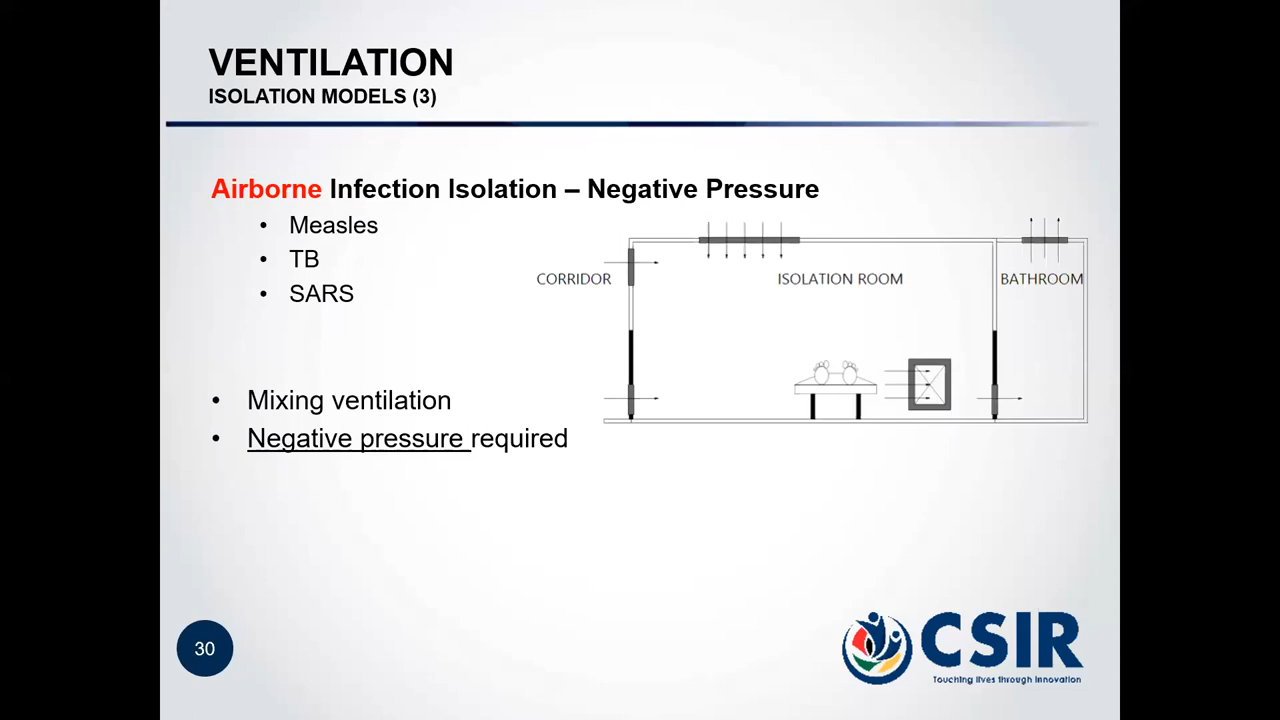 VENTILATION
ISOLATION MODELS (3)
Airborne Infection Isolation – Negative Pressure
• Measles
• TB
• SARS
CORRIDOR
ISOLATION ROOM
BATHROOM
• Mixing ventilation
• Negative pressure required
30
CSIR
Touching lives through innovation